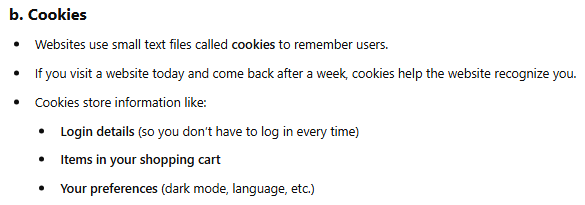 b. Cookies
• Websites use small text files called cookies to remember users.
• If you visit a website today and come back after a week, cookies help the website recognize you.
• Cookies store information like:
• Login details (so you don't have to log in every time)
• Items in your shopping cart
• Your preferences (dark mode, language, etc.)